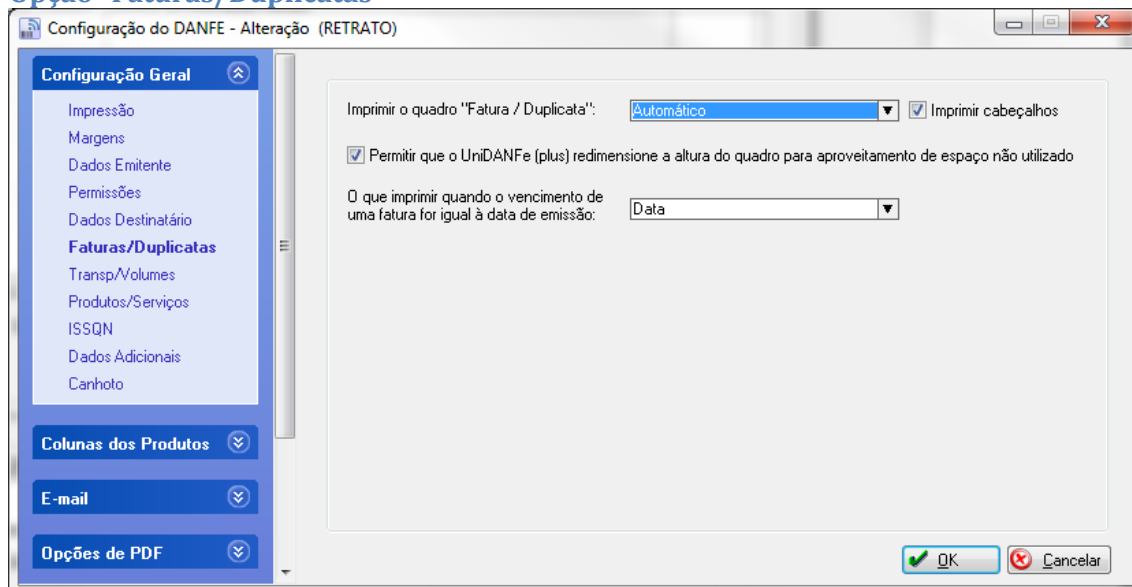 Opção "Faturas/Duplicatas"
Configuração do DANFE - Alteração (RETRATO)
Configuração Geral
Impressão
Margens
Dados Emitente
Permissões
Dados Destinatário
Faturas/Duplicatas
Transp/Volumes
Produtos/Serviços
ISSQN
Dados Adicionais
Canhoto
Colunas dos Produtos
E-mail
Opções de PDF
Imprimir o quadro "Fatura / Duplicata": Automático Imprimir cabeçalhos
Permitir que o UniDANFe (plus) redimensione a altura do quadro para aproveitamento de espaço não utilizado
O que imprimir quando o vencimento de
uma fatura for igual à data de emissão: Data
OK Cancelar